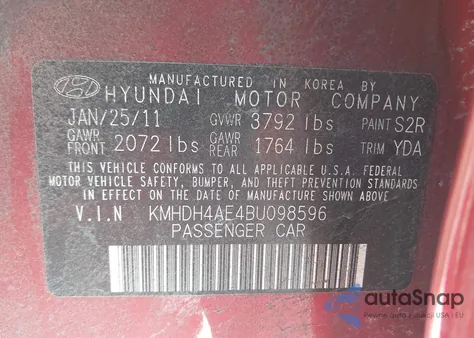 MANUFACTURED IN KOREA BY
HYUNDAI MOTOR COMPANY
JAN/25/11 GVWR 3792 lbs PAINT S2R
GAWR FRONT 2072 lbs GAWR REAR 1764 lbs TRIM YDA
THIS VEHICLE CONFORMS TO ALL APPLICABLE U.S.A. FEDERAL
MOTOR VEHICLE SAFETY, BUMPER, AND THEFT PREVENTION
STANDARDS IN EFFECT ON THE DATE OF MANUFACTURE SHOWN ABOVE.
V.I.N KMHDH4AE4BU098596
PASSENGER CAR
autoSnap